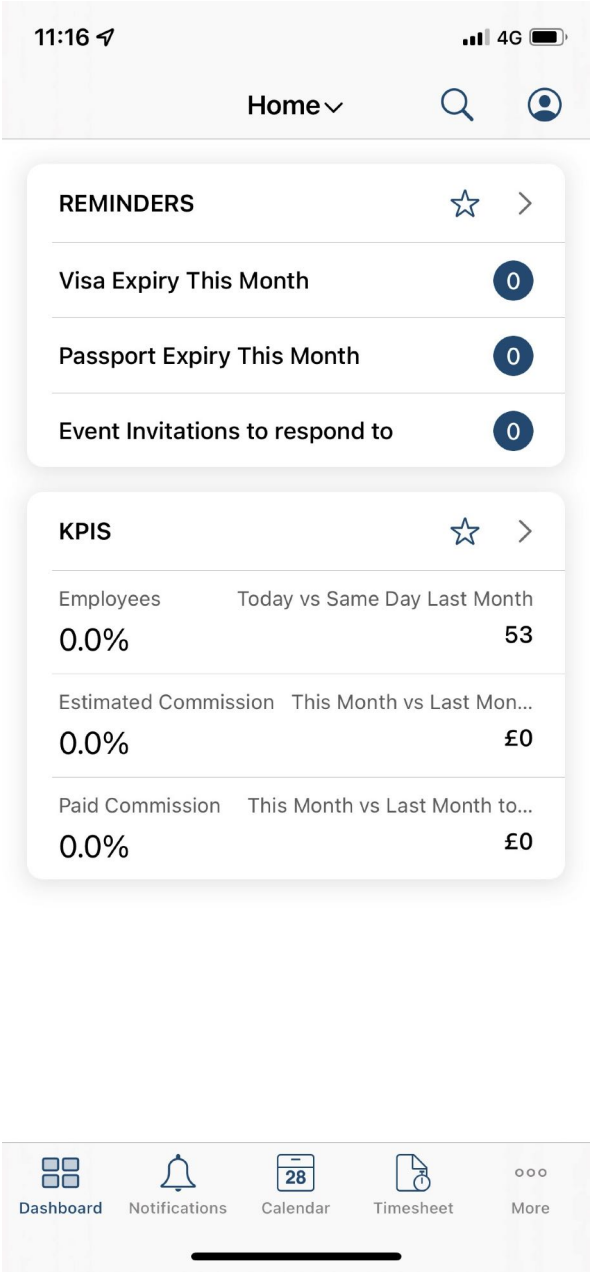 11:16 4G
Home
REMINDERS
Visa Expiry This Month 0
Passport Expiry This Month 0
Event Invitations to respond to 0
KPIS
Employees Today vs Same Day Last Month
0.0% 53
Estimated Commission This Month vs Last Mon...
0.0% £0
Paid Commission This Month vs Last Month to...
0.0% £0
28
Dashboard Notifications Calendar Timesheet More